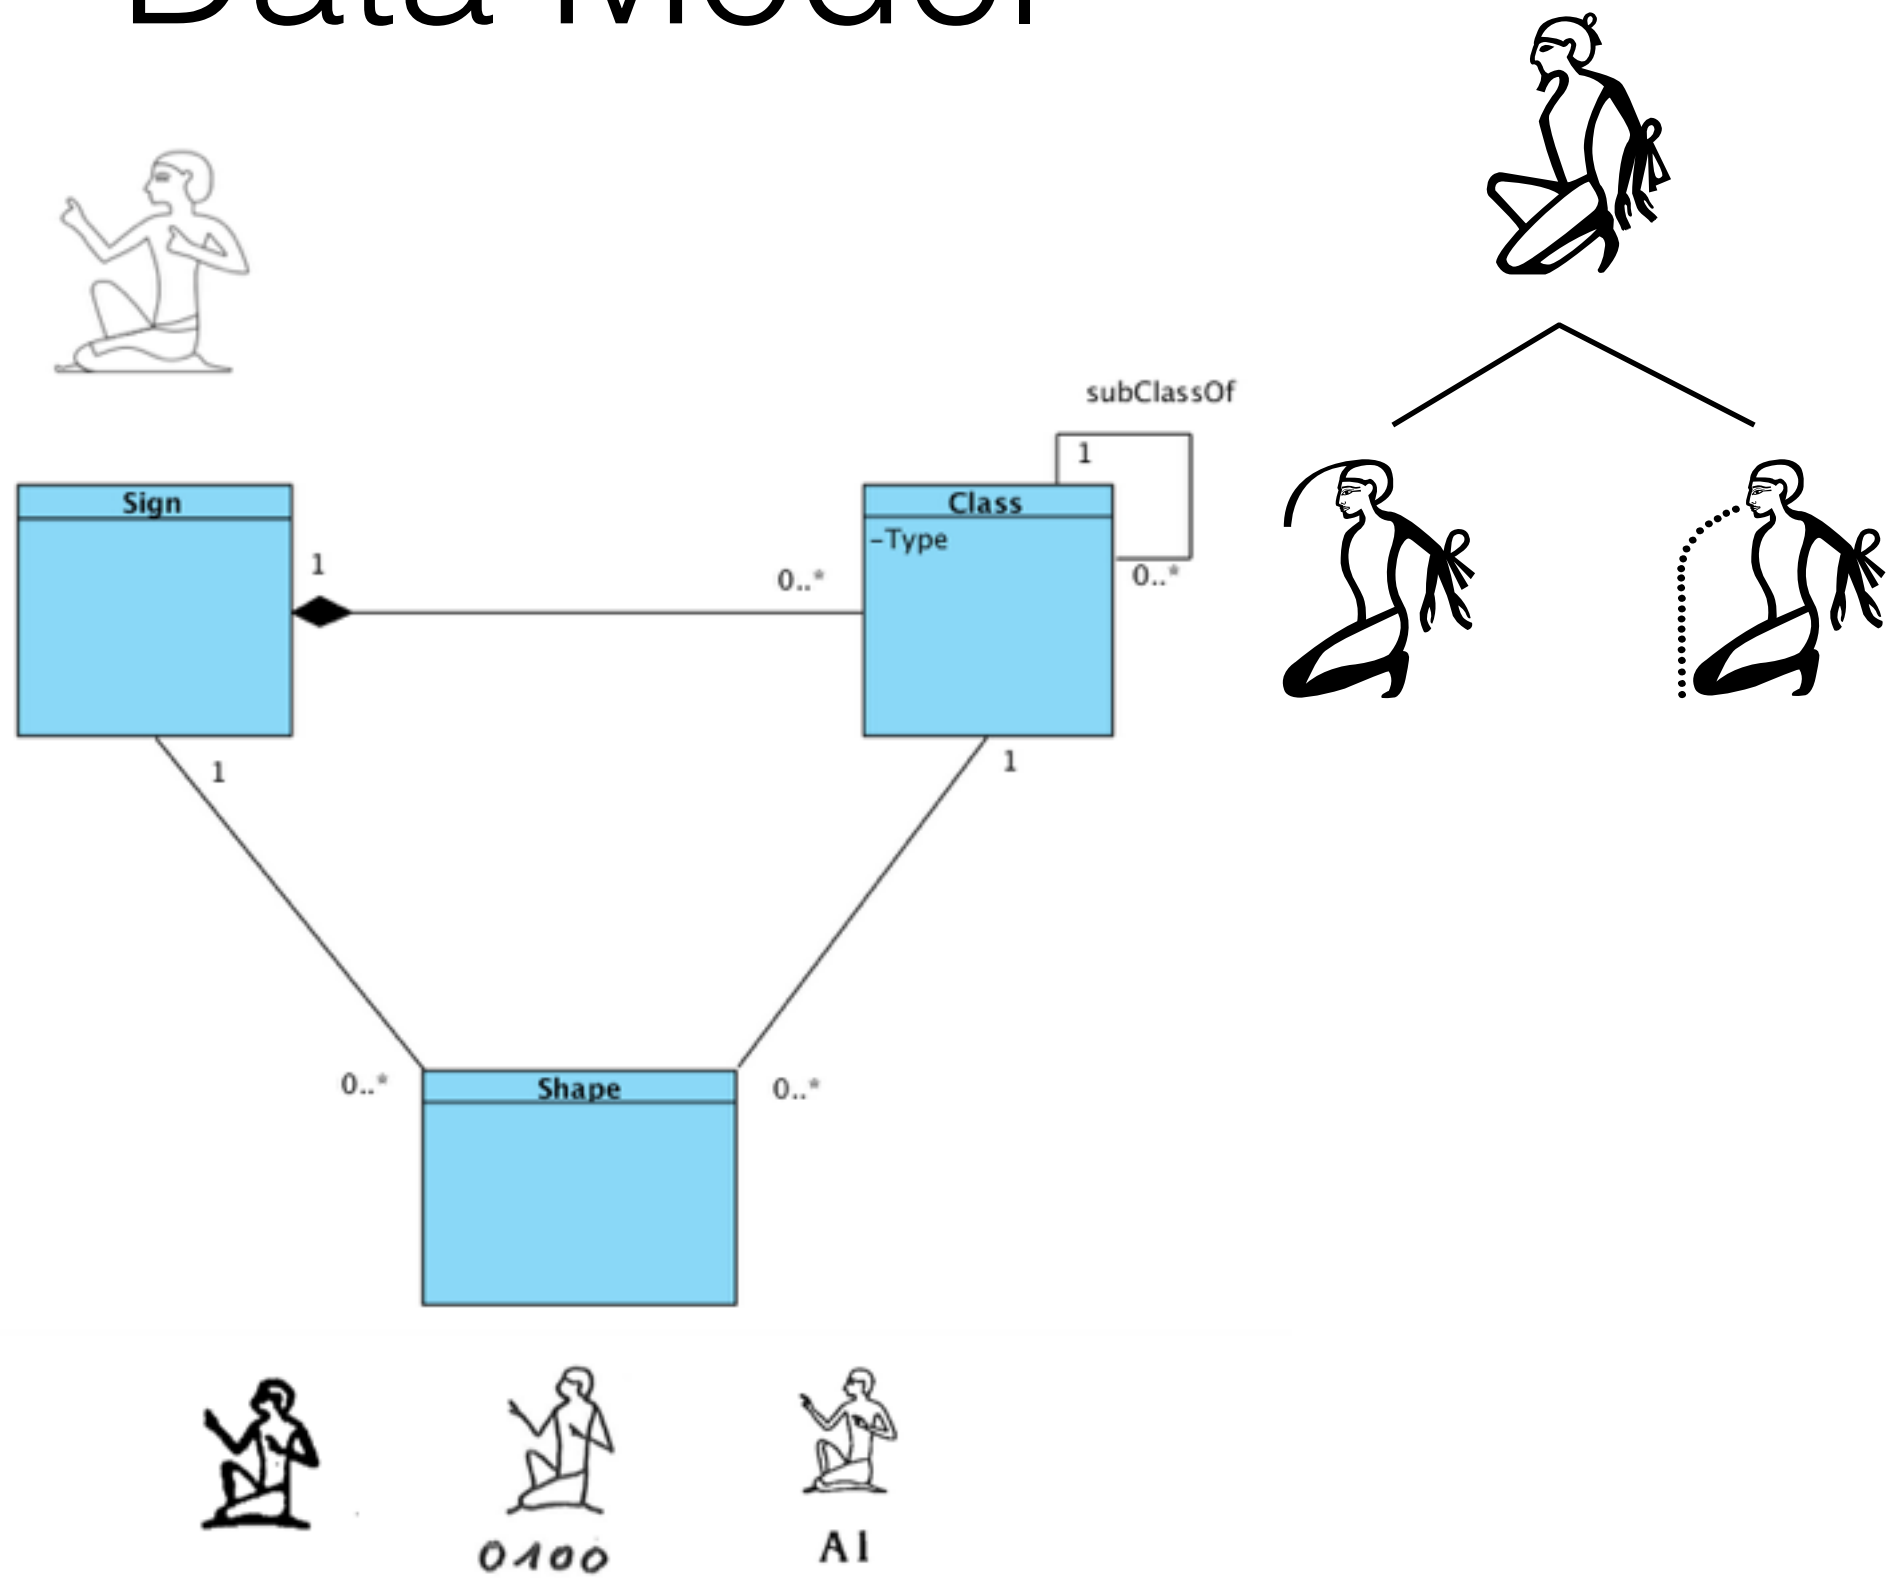 Data Model
subClassOf
1
Sign
Class
-Type
1
0..*
0..*
1
1
0..*
0..*
Shape
0100
A1